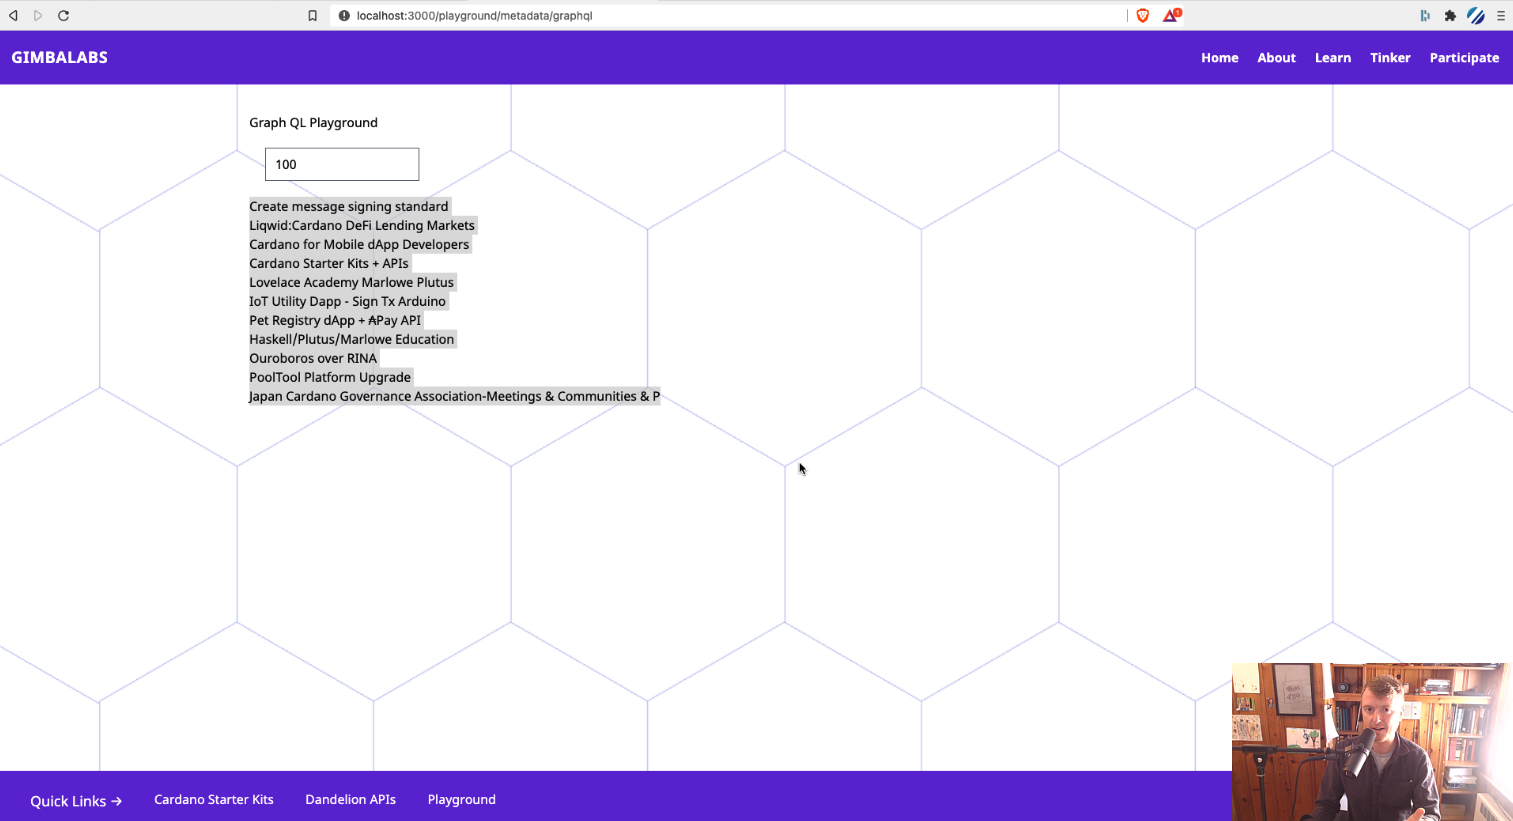 localhost:3000/playground/metadata/graphql
1
GIMBALABS
Home
About
Learn
Tinker
Participate
Graph QL Playground
100
Create message signing standard
Liqwid:Cardano DeFi Lending Markets
Cardano for Mobile dApp Developers
Cardano Starter Kits + APIs
Lovelace Academy Marlowe Plutus
IoT Utility Dapp - Sign Tx Arduino
Pet Registry dApp + ₳Pay API
Haskell/Plutus/Marlowe Education
Ouroboros over RINA
PoolTool Platform Upgrade
Japan Cardano Governance Association-Meetings & Communities & P
Quick Links →
Cardano Starter Kits
Dandelion APIs
Playground